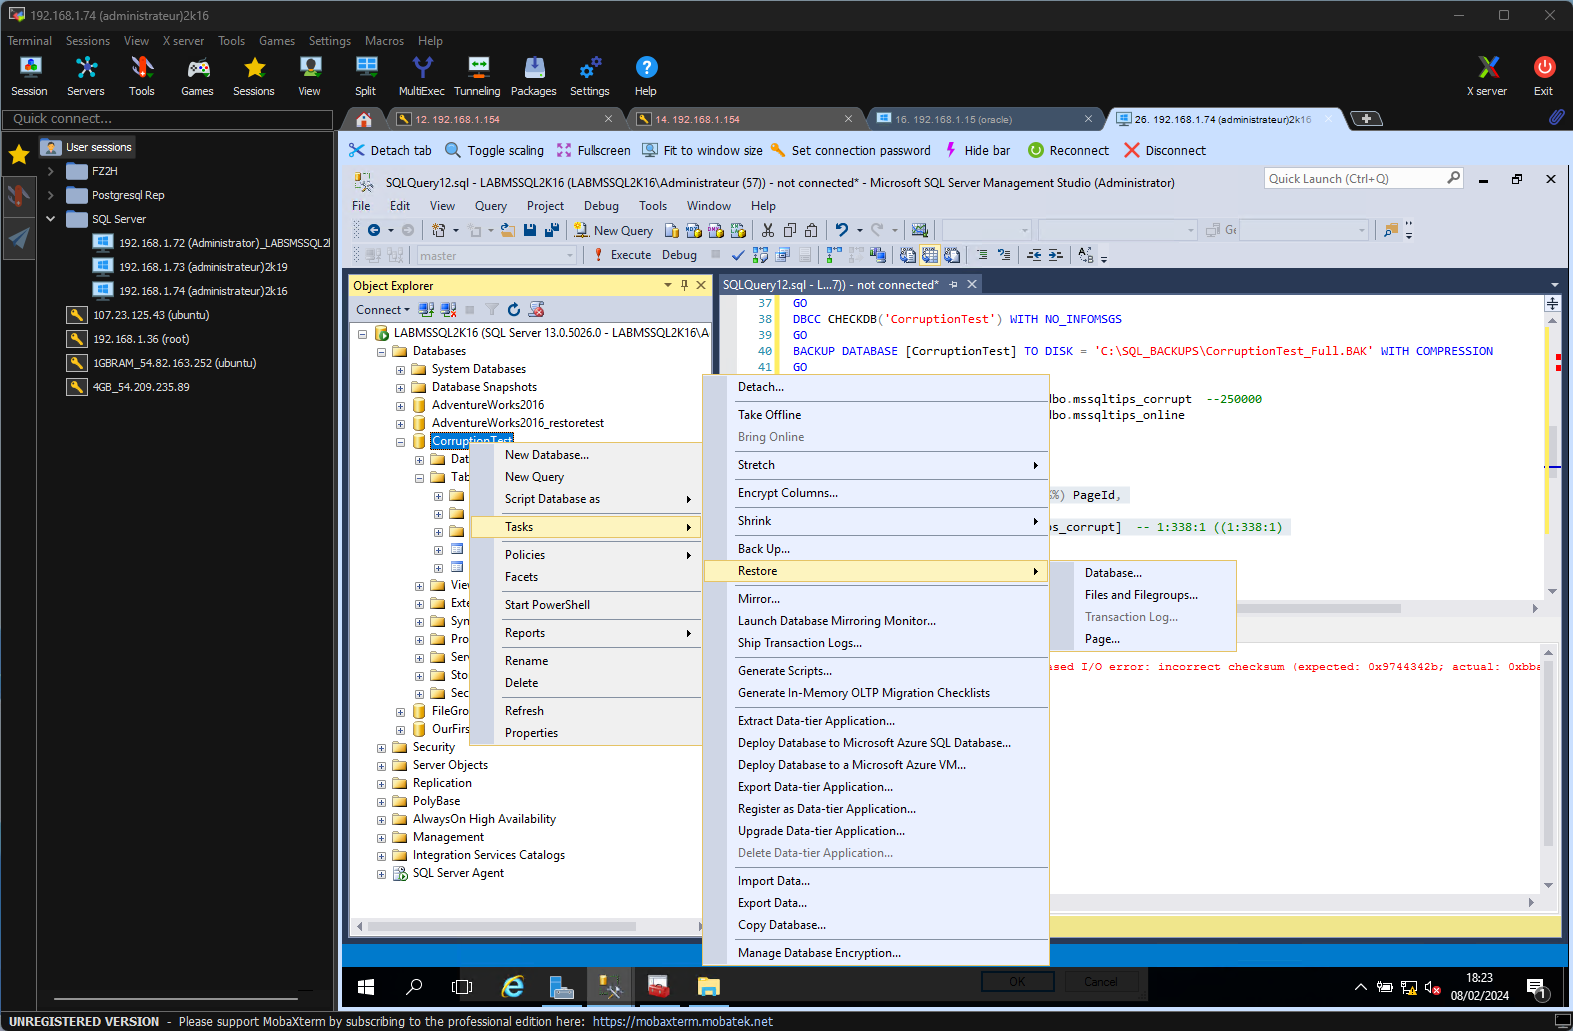 192.168.1.74 (administrateur)2k16
Terminal Sessions View X server Tools Games Settings Macros Help
Session Servers Tools Games Sessions View Split MultiExec Tunneling Packages Settings Help X server Exit
Quick connect...
12. 192.168.1.154
14. 192.168.1.154
16. 192.168.1.15 (oracle)
26. 192.168.1.74 (administrateur)2k16
Detach tab Toggle scaling Fullscreen Fit to window size Set connection password Hide bar Reconnect Disconnect
User sessions
FZ2H
Postgresql Rep
SQL Server
192.168.1.72 (Administrator)_LABSMSSQL2
192.168.1.73 (administrateur)2k19
192.168.1.74 (administrateur)2k16
107.23.125.43 (ubuntu)
192.168.1.36 (root)
1GBRAM_54.82.163.252 (ubuntu)
4GB_54.209.235.89
SQLQuery12.sql - LABMSSQL2K16 (LABMSSQL2K16\Administrateur (57)) - not connected* - Microsoft SQL Server Management Studio (Administrator)
Quick Launch (Ctrl+Q)
File Edit View Query Project Debug Tools Window Help
New Query
MDX DMX
Ge
master
Execute Debug
Object Explorer
Connect
LABMSSQL2K16 (SQL Server 13.0.5026.0 - LABMSSQL2K16\A
Databases
System Databases
Database Snapshots
AdventureWorks2016
AdventureWorks2016_restoretest
CorruptionTest
Dat
Tab
Viev
Exte
Syn
Pro
Serv
Sto
Sec
FileGro
OurFirs
Security
Server Objects
Replication
PolyBase
AlwaysOn High Availability
Management
Integration Services Catalogs
SQL Server Agent
New Database...
New Query
Script Database as
Tasks
Policies
Facets
Start PowerShell
Reports
Rename
Delete
Refresh
Properties
SQLQuery12.sql - L...7)) - not connected*
37 GO
38 DBCC CHECKDB('CorruptionTest') WITH NO_INFOMSGS
39 GO
40 BACKUP DATABASE [CorruptionTest] TO DISK = 'C:\SQL_BACKUPS\CorruptionTest_Full.BAK' WITH COMPRESSION
41 GO
dbo.mssqltips_corrupt --250000
dbo.mssqltips_online
%) PageId,
ps_corrupt] -- 1:338:1 ((1:338:1)
Detach...
Take Offline
Bring Online
Stretch
Encrypt Columns...
Shrink
Back Up...
Restore
Mirror...
Launch Database Mirroring Monitor...
Ship Transaction Logs...
Generate Scripts...
Generate In-Memory OLTP Migration Checklists
Extract Data-tier Application...
Deploy Database to Microsoft Azure SQL Database...
Deploy Database to a Microsoft Azure VM...
Export Data-tier Application...
Register as Data-tier Application...
Upgrade Data-tier Application...
Delete Data-tier Application...
Import Data...
Export Data...
Copy Database...
Manage Database Encryption...
Database...
Files and Filegroups...
Transaction Log...
Page...
ased I/O error: incorrect checksum (expected: 0x9744342b; actual: 0xbba
OK Cancel
18:23
08/02/2024
1
UNREGISTERED VERSION - Please support MobaXterm by subscribing to the professional edition here: https://mobaxterm.mobatek.net